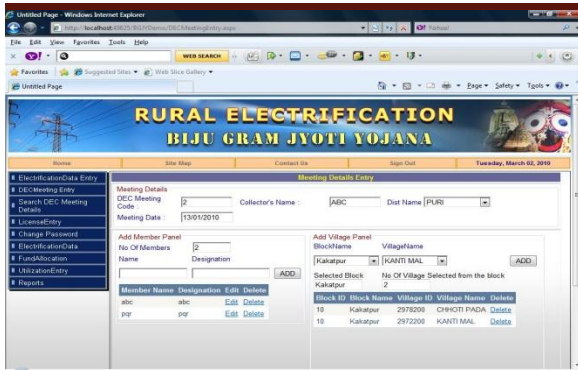 Untitled Page - Windows Internet Explorer
http://localhost:49625/BGJYDemo/DECMeetingEntry.aspx
Yahoo!
File Edit View Favorites Tools Help
Y! WEB SEARCH
Favorites Suggested Sites Web Slice Gallery
Untitled Page Page Safety Tools
RURAL ELECTRIFICATION
BIJU GRAM JYOTI YOJANA
Home Site Map Contact Us Sign Out Tuesday, March 02, 2010
ElectrificationData Entry
DECMeeting Entry
Search DEC Meeting
Details
LicenseEntry
Change Password
ElectrificationData
FundAllocation
UtilizationEntry
Reports
Meeting Details Entry
Meeting Details
DEC Meeting
Code : 2 Collector's Name : ABC Dist Name PURI
Meeting Date : 13/01/2010
Add Member Panel
No Of Members 2
Name Designation
ADD
Member Name Designation Edit Delete
abc abc Edit Delete
pqr pqr Edit Delete
Add Village Panel
BlockName VillageName
Kakatpur KANTI MAL ADD
Selected Block No Of Village Selected from the block
Kakatpur 2
Block ID Block Name Village ID Village Name Delete
10 Kakatpur 2978200 CHHOTI PADA Delete
10 Kakatpur 2972200 KANTI MAL Delete